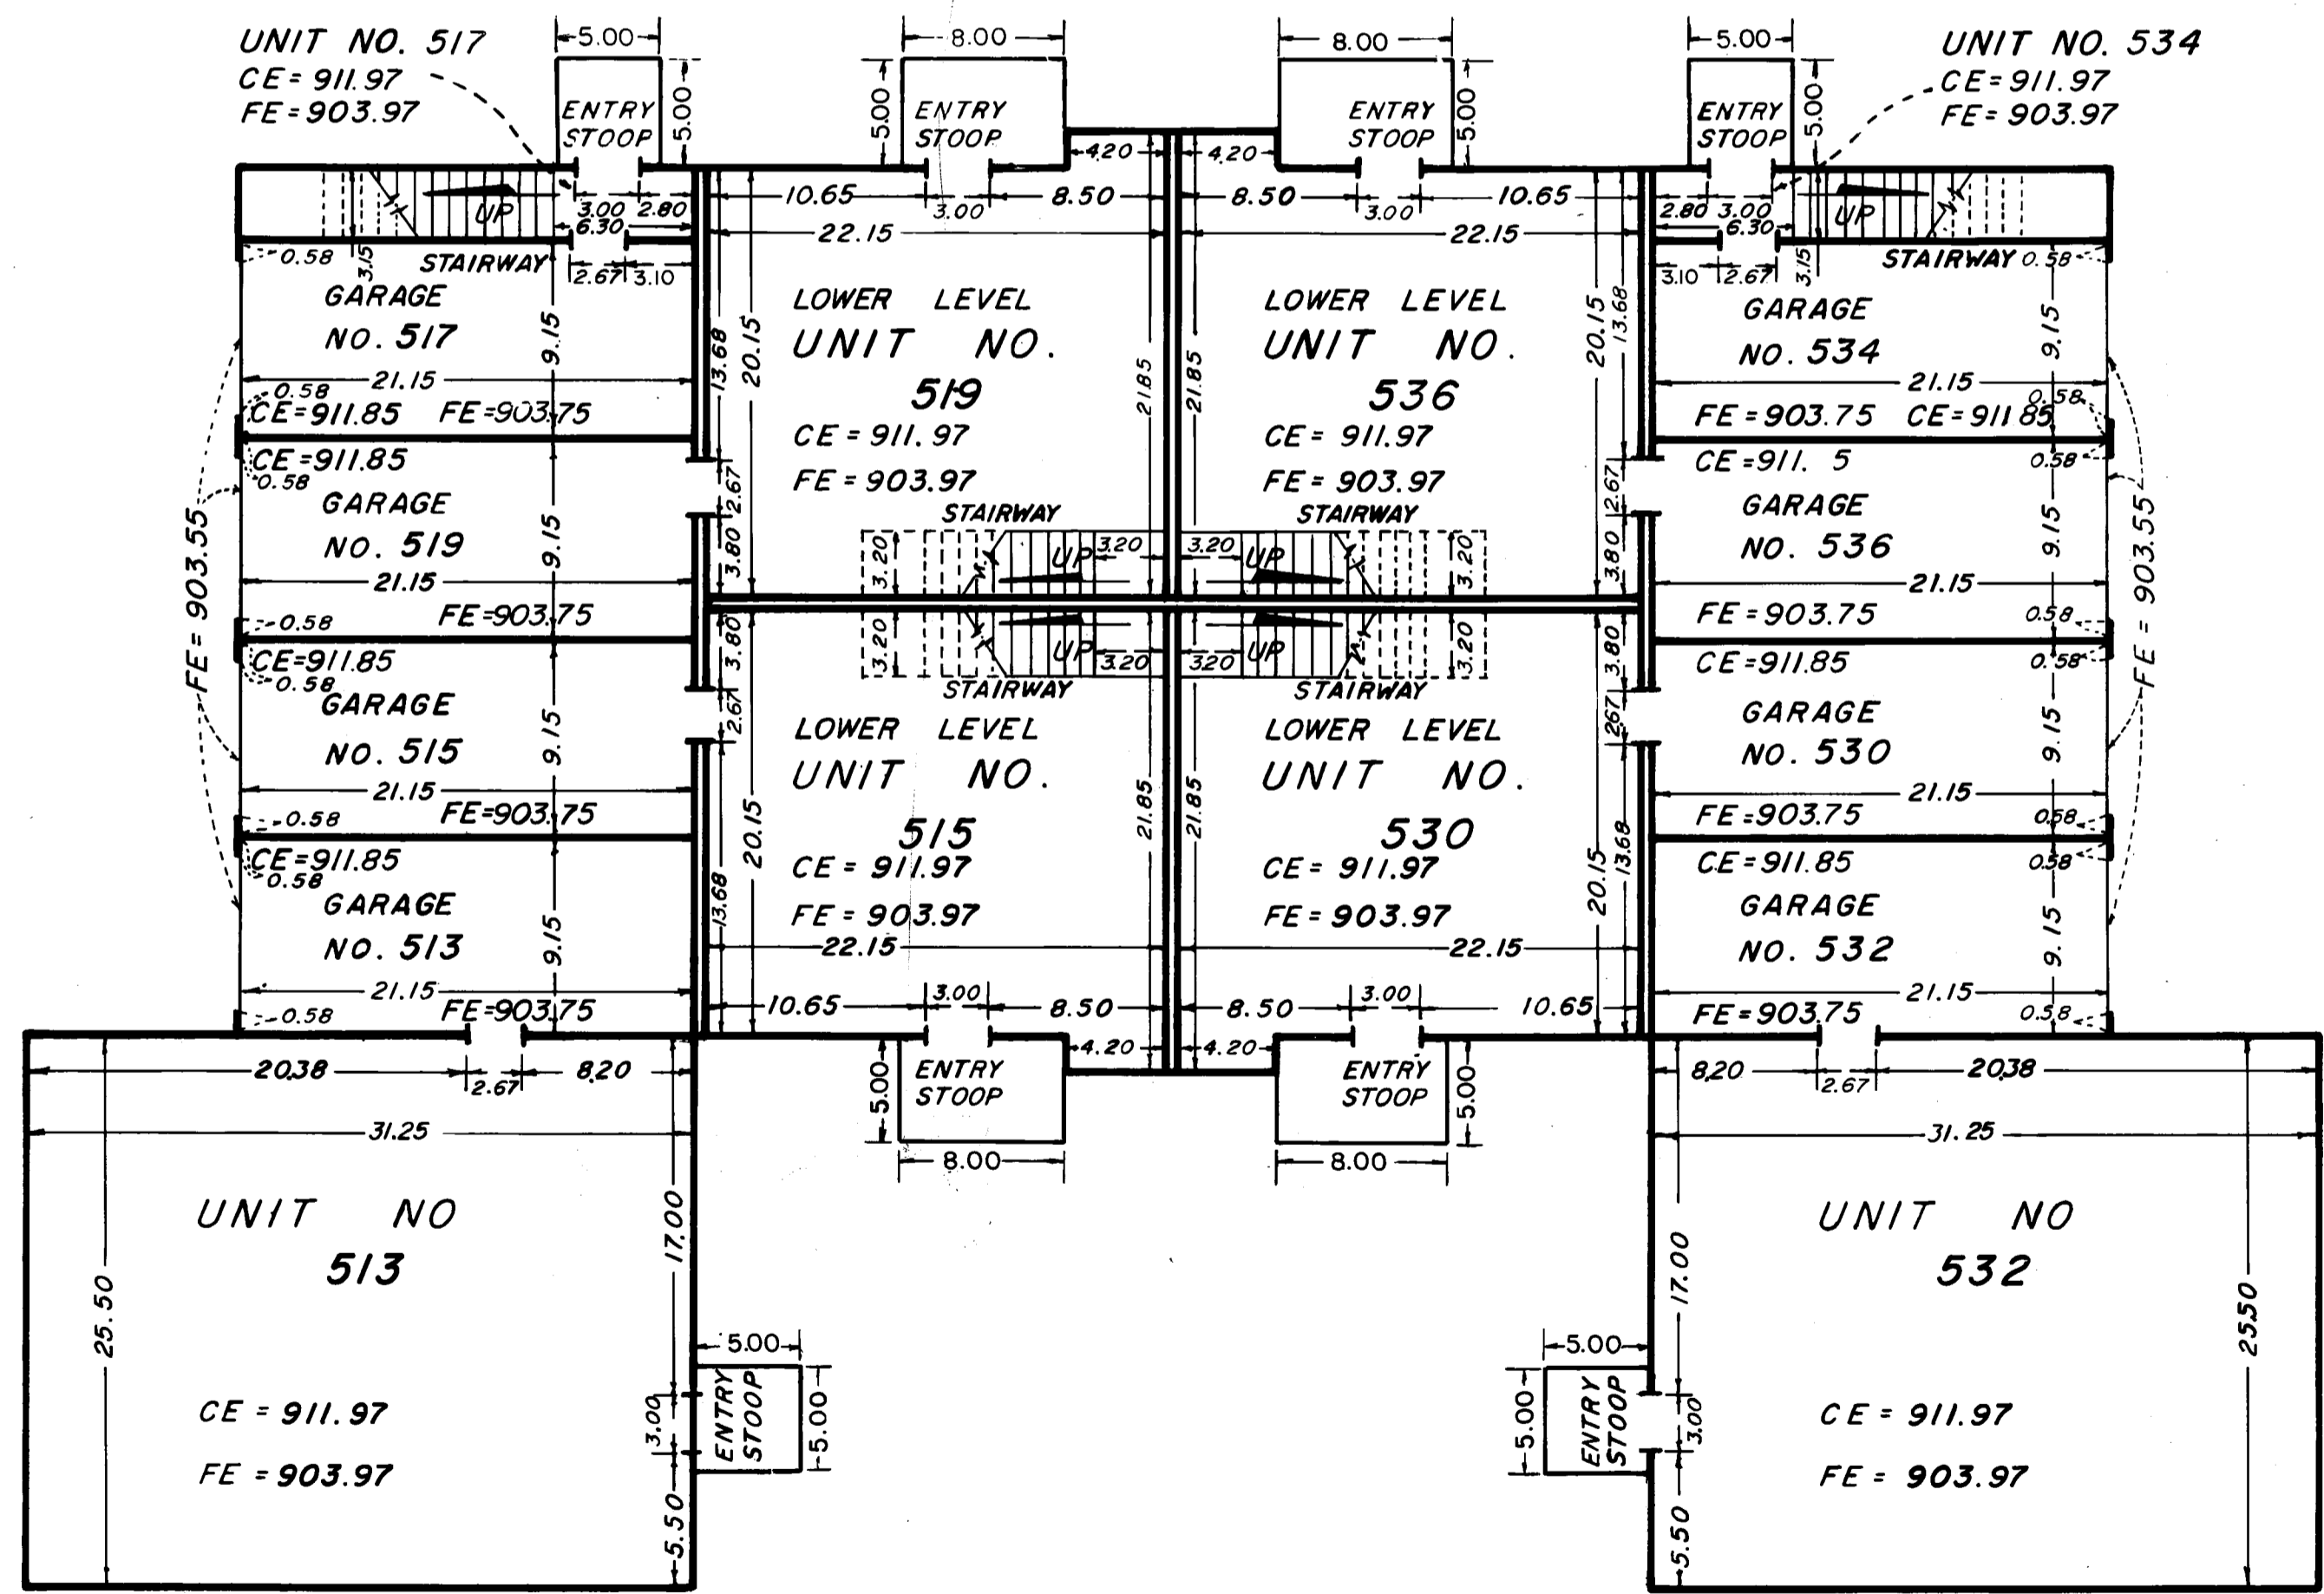 UNIT NO. 517
CE = 911.97
FE = 903.97
5.00
8.00
8.00
5.00
UNIT NO. 534
CE = 911.97
FE = 903.97
ENTRY
STOOP
5.00
5.00
ENTRY
STOOP
ENTRY
STOOP
5.00
ENTRY
STOOP
5.00
4.20
4.20
UP
3.00
2.80
6.30
10.65
3.00
8.50
22.15
8.50
3.00
10.65
22.15
2.80
3.00
6.30
UP
0.58
3.15
STAIRWAY
2.67
3.10
3.10
2.67
3.15
STAIRWAY
0.58
GARAGE
NO. 517
9.15
21.15
0.58
CE=911.85 FE=903.75
13.68
20.15
LOWER LEVEL
UNIT NO.
519
CE = 911.97
FE = 903.97
21.85
21.85
LOWER LEVEL
UNIT NO.
536
CE = 911.97
FE = 903.97
20.15
13.68
GARAGE
NO. 534
9.15
21.15
0.58
FE = 903.75 CE = 911 85
CE=911.85
0.58
GARAGE
NO. 519
9.15
21.15
0.58
FE = 903.75
2.67
3.80
STAIRWAY
3.20
UP
3.20
STAIRWAY
3.20
UP
3.20
2.67
3.80
CE = 911. 5
0.58
GARAGE
NO. 536
9.15
21.15
FE = 903.75
0.58
FE = 903.55
FE = 903.55
CE=911.85
0.58
GARAGE
NO. 515
9.15
21.15
0.58
FE=903.75
3.80
2.67
3.20
UP
3.20
STAIRWAY
3.20
UP
3.20
STAIRWAY
3.80
2.67
CE = 911.85
0.58
GARAGE
NO. 530
9.15
21.15
FE = 903.75
0.58
LOWER LEVEL
UNIT NO.
515
CE = 911.97
FE = 903.97
22.15
20.15
13.68
21.85
21.85
LOWER LEVEL
UNIT NO.
530
CE = 911.97
FE = 903.97
22.15
20.15
13.68
CE=911.85
0.58
GARAGE
NO. 513
9.15
21.15
0.58
FE=903.75
CE = 911.85
0.58
GARAGE
NO. 532
9.15
21.15
FE = 903.75
0.58
10.65
3.00
8.50
8.50
3.00
10.65
4.20
4.20
20.38
2.67
8.20
31.25
5.00
ENTRY
STOOP
8.00
ENTRY
STOOP
5.00
8.00
8.20
2.67
20.38
31.25
UNIT NO
513
25.50
17.00
CE = 911.97
FE = 903.97
3.00
5.50
5.00
ENTRY
STOOP
5.00
5.00
5.00
ENTRY
STOOP
UNIT NO
532
17.00
25.50
3.00
5.50
CE = 911.97
FE = 903.97